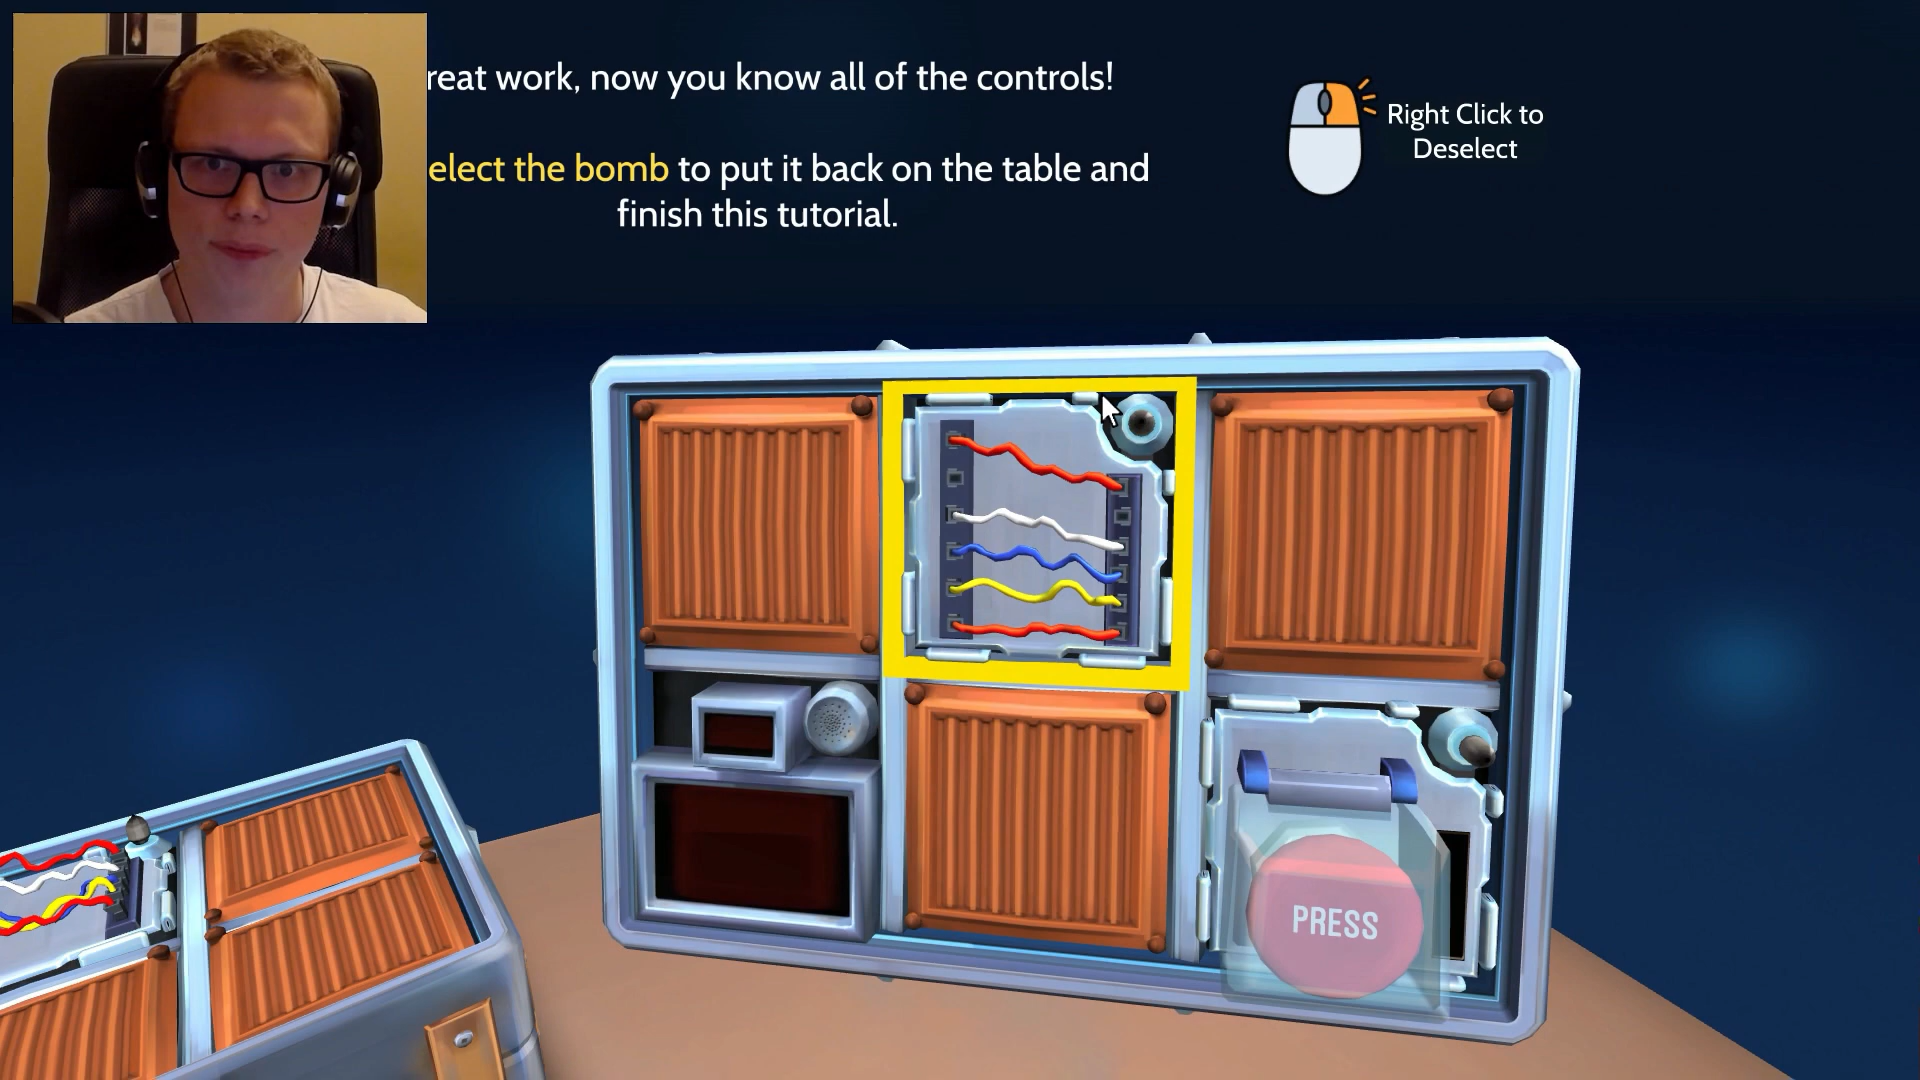 reat work, now you know all of the controls!
elect the bomb to put it back on the table and
finish this tutorial.
Right Click to
Deselect
PRESS